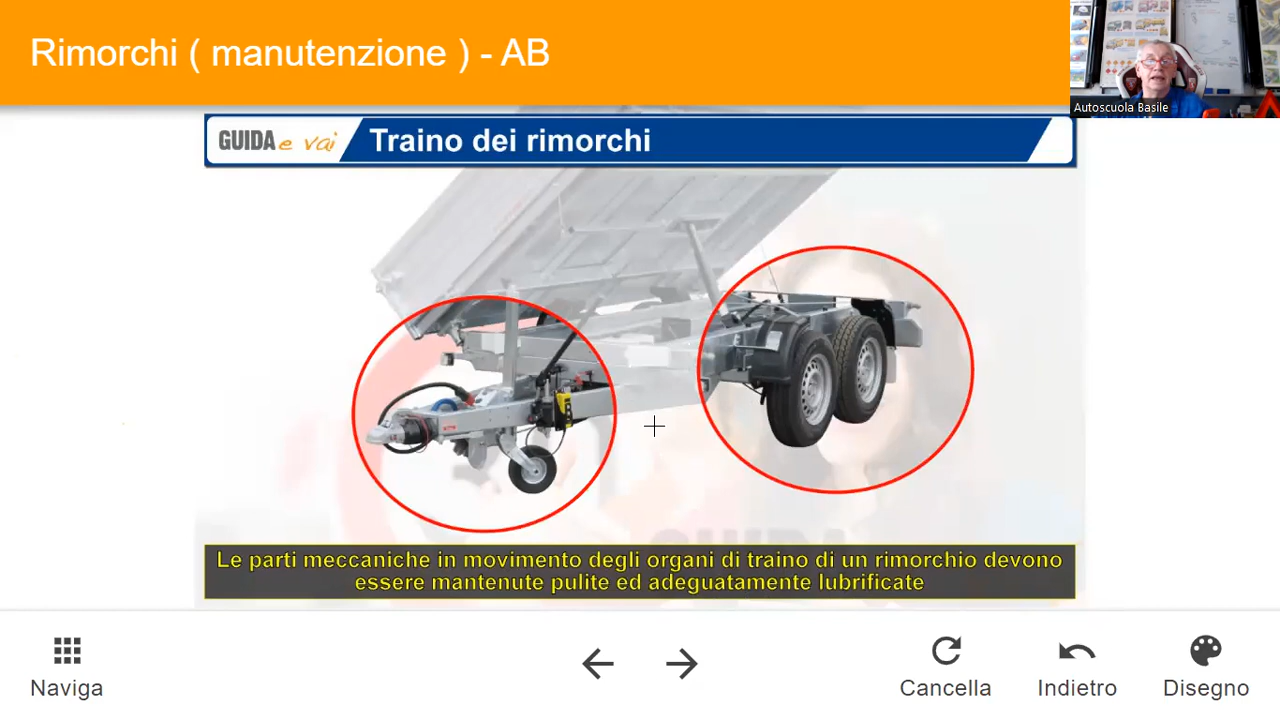 Rimorchi ( manutenzione ) - AB
Autoscuola Basile
GUIDA e vai
Traino dei rimorchi
Le parti meccaniche in movimento degli organi di traino di un rimorchio devono
essere mantenute pulite ed adeguatamente lubrificate
Naviga
Cancella
Indietro
Disegno